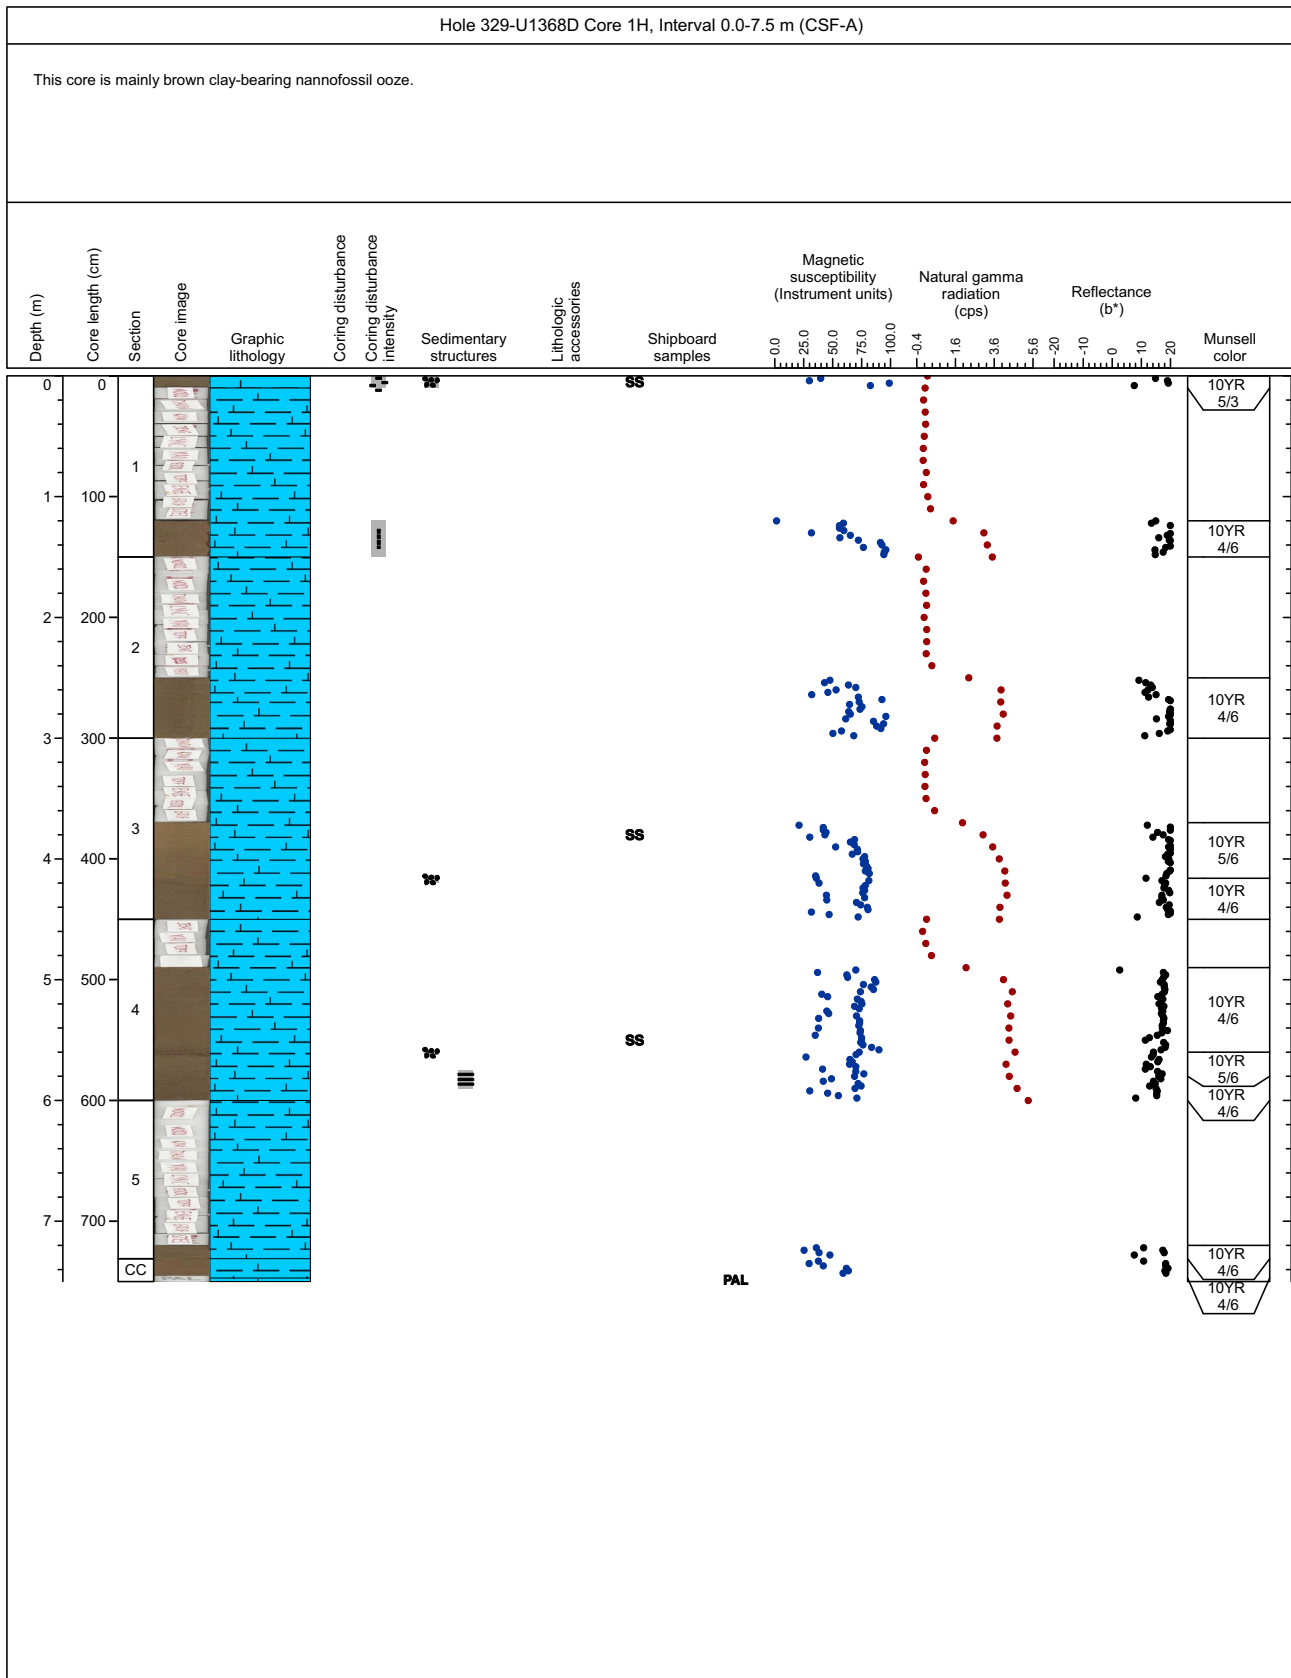 Hole 329-U1368D Core 1H, Interval 0.0-7.5 m (CSF-A)
This core is mainly brown clay-bearing nannofossil ooze.
Depth (m)
Core length (cm)
Section
Core image
Graphic
lithology
Coring disturbance
Coring disturbance
intensity
Sedimentary
structures
Lithologic
accessories
Shipboard
samples
Magnetic
susceptibility
(Instrument units)
0.0 25.0 50.0 75.0 100.0
Natural gamma
radiation
(cps)
-0.4 1.6 3.6 5.6
Reflectance
(b*)
-20 -10 0 10 20
Munsell
color
0 0 SS 10YR
5/3
1
1 100
10YR
4/6
2 200
2
10YR
4/6
3 300
3 SS 10YR
5/6
4 400
10YR
4/6
5 500
4 10YR
4/6
SS
10YR
5/6
6 600 10YR
4/6
5
7 700
10YR
4/6
CC
PAL 10YR
4/6